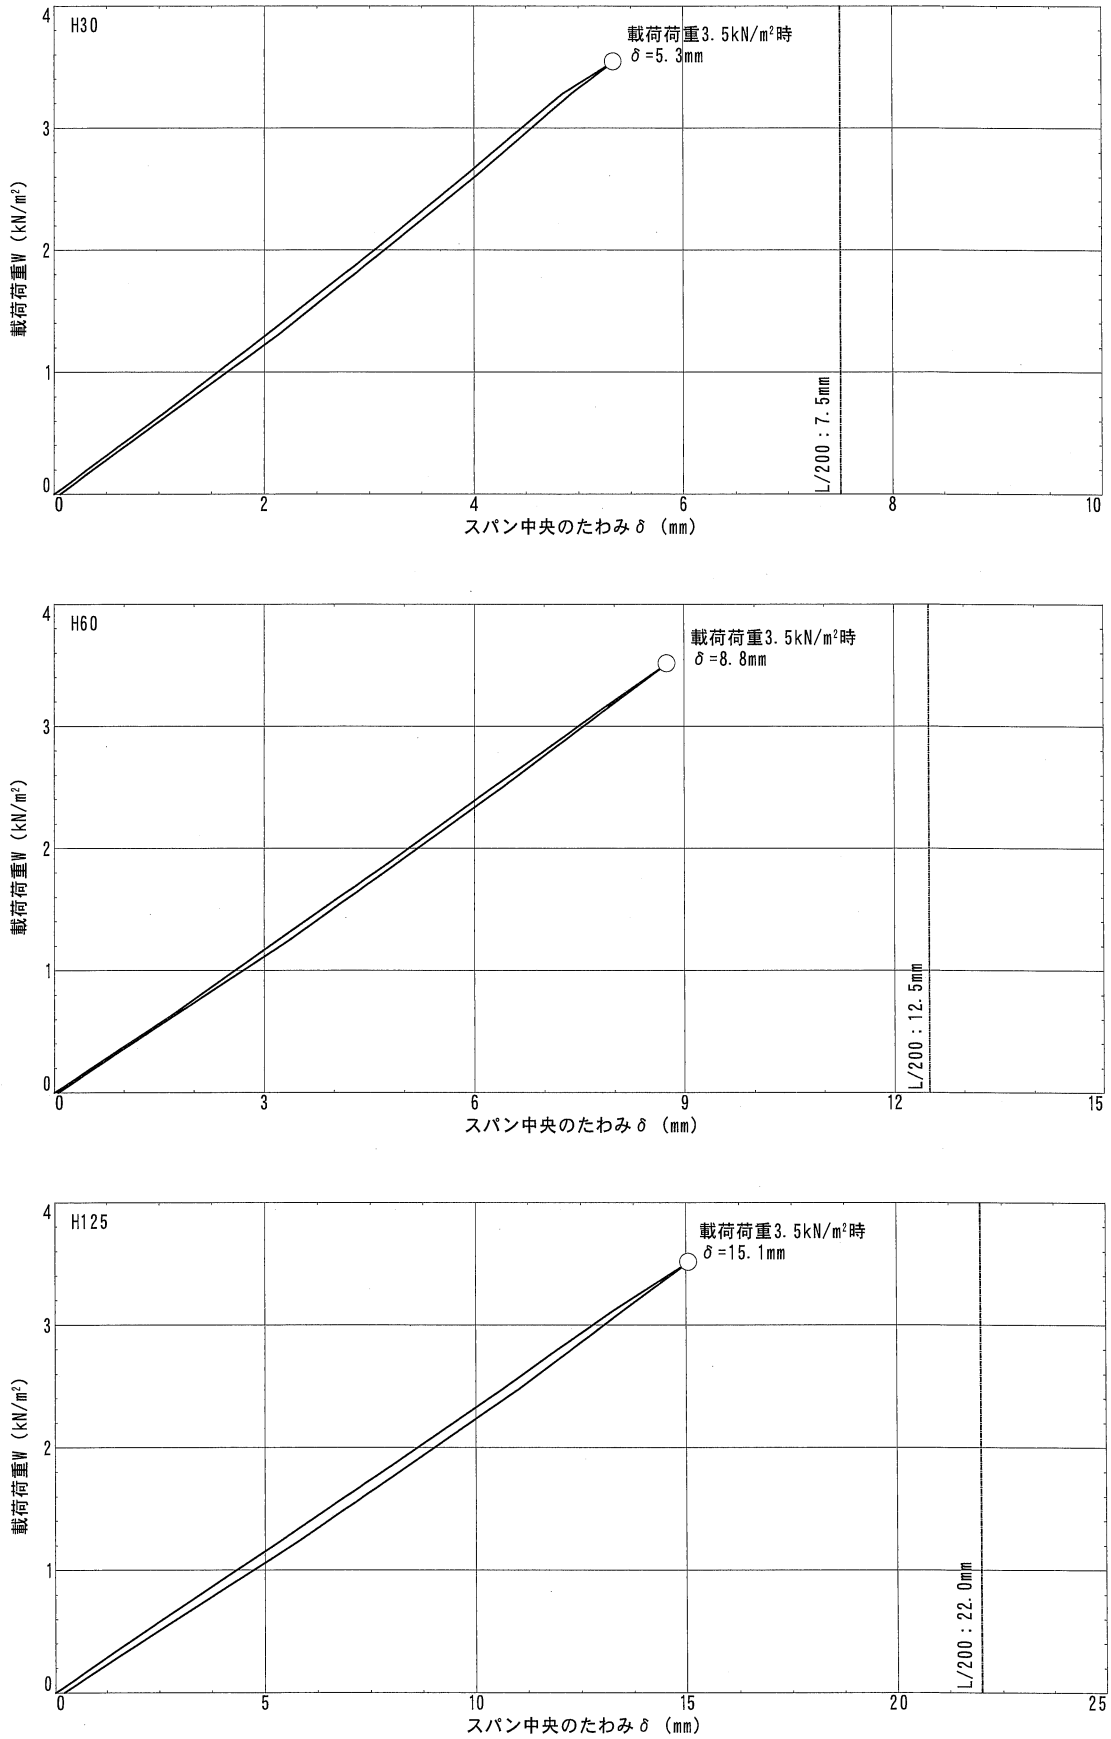 4
H30
載荷荷重3.5kN/m²時
δ=5.3mm
3
2
1
0
載荷荷重W (kN/m²)
L/200:7.5mm
0 2 4 6 8 10
スパン中央のたわみδ (mm)
4
H60
載荷荷重3.5kN/m²時
δ=8.8mm
3
2
1
0
載荷荷重W (kN/m²)
L/200:12.5mm
0 3 6 9 12 15
スパン中央のたわみδ (mm)
4
H125
載荷荷重3.5kN/m²時
δ=15.1mm
3
2
1
0
載荷荷重W (kN/m²)
L/200:22.0mm
0 5 10 15 20 25
スパン中央のたわみδ (mm)